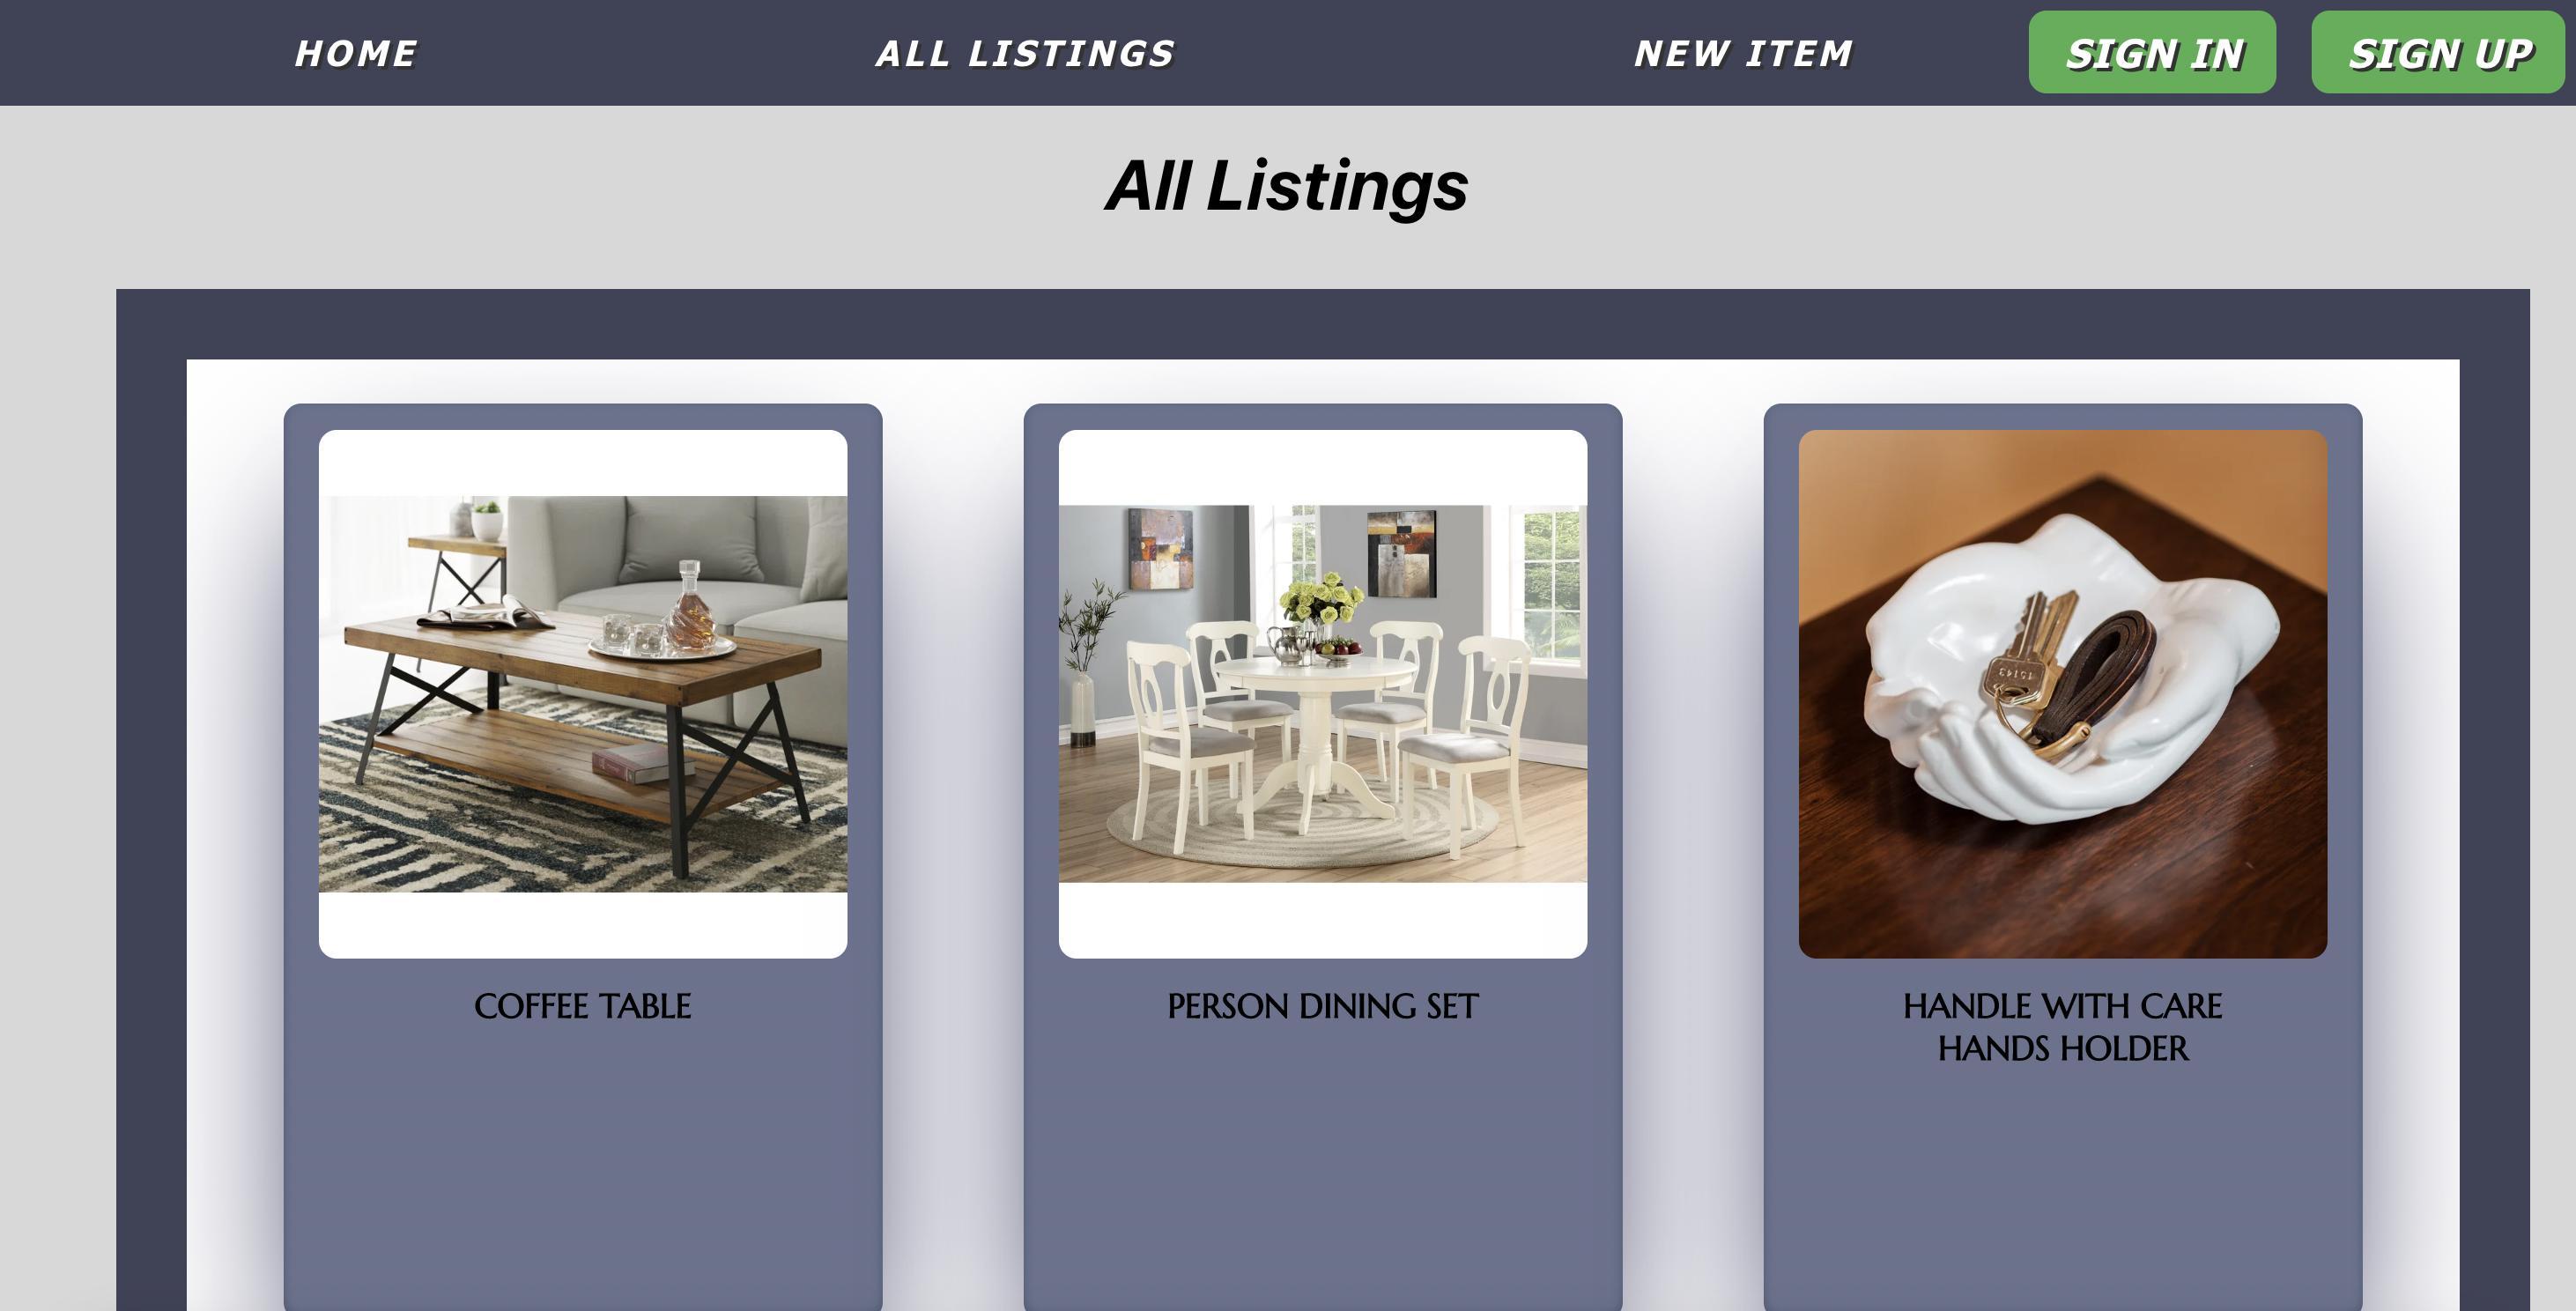 HOME ALL LISTINGS NEW ITEM SIGN IN SIGN UP
All Listings
COFFEE TABLE
PERSON DINING SET
HANDLE WITH CARE
HANDS HOLDER
15143